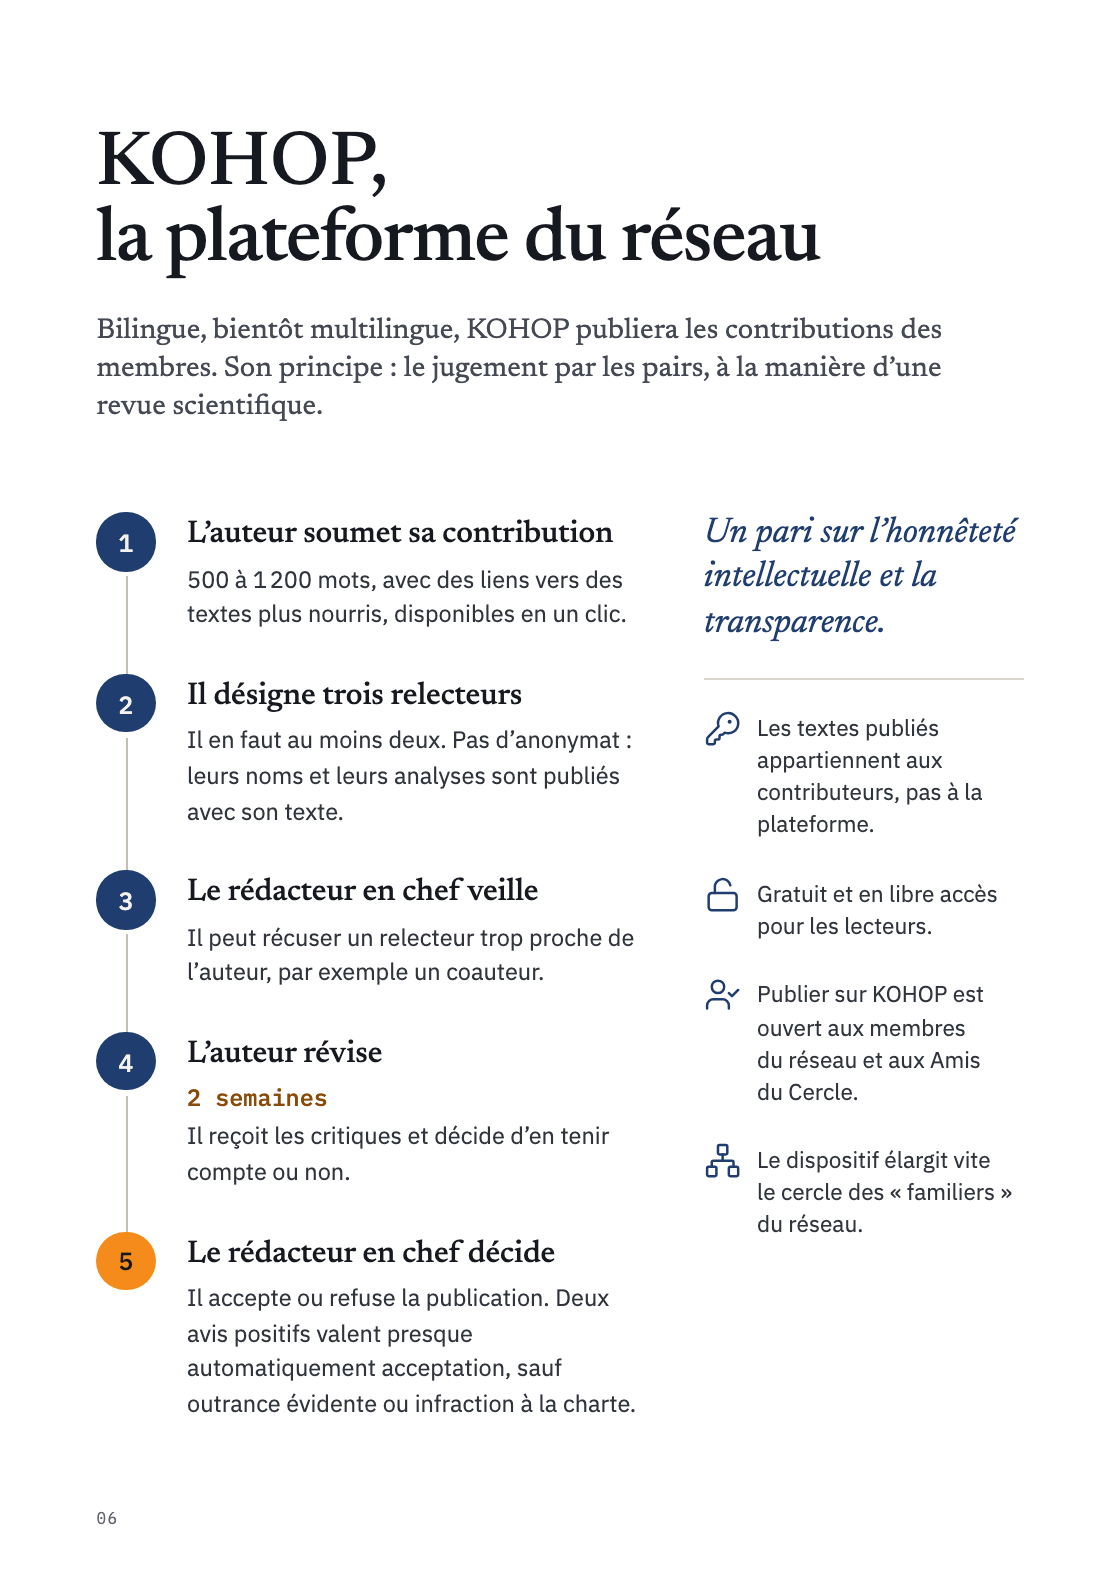 KOHOP,
la plateforme du réseau
Bilingue, bientôt multilingue, KOHOP publiera les contributions des
membres. Son principe : le jugement par les pairs, à la manière d’une
revue scientifique.
1
L’auteur soumet sa contribution
500 à 1 200 mots, avec des liens vers des
textes plus nourris, disponibles en un clic.
2
Il désigne trois relecteurs
Il en faut au moins deux. Pas d’anonymat :
leurs noms et leurs analyses sont publiés
avec son texte.
3
Le rédacteur en chef veille
Il peut récuser un relecteur trop proche de
l’auteur, par exemple un coauteur.
4
L’auteur révise
2 semaines
Il reçoit les critiques et décide d’en tenir
compte ou non.
5
Le rédacteur en chef décide
Il accepte ou refuse la publication. Deux
avis positifs valent presque
automatiquement acceptation, sauf
outrance évidente ou infraction à la charte.
Un pari sur l’honnêteté
intellectuelle et la
transparence.
Les textes publiés
appartiennent aux
contributeurs, pas à la
plateforme.
Gratuit et en libre accès
pour les lecteurs.
Publier sur KOHOP est
ouvert aux membres
du réseau et aux Amis
du Cercle.
Le dispositif élargit vite
le cercle des « familiers »
du réseau.
06